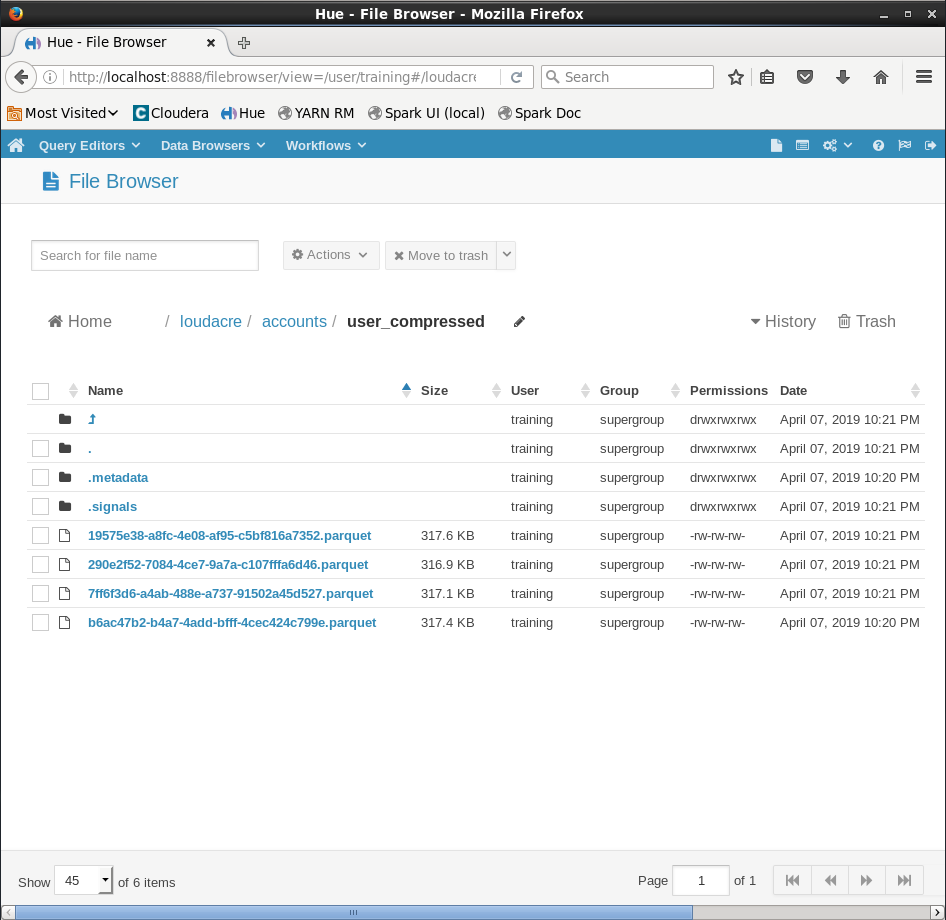 Hue - File Browser - Mozilla Firefox
Hue - File Browser
http://localhost:8888/filebrowser/view=/user/training#/loudacre
Search
Most Visited Cloudera Hue YARN RM Spark UI (local) Spark Doc
Query Editors Data Browsers Workflows
File Browser
Search for file name Actions Move to trash
Home / loudacre / accounts / user_compressed History Trash
Name Size User Group Permissions Date
training supergroup drwxrwxrwx April 07, 2019 10:21 PM
. training supergroup drwxrwxrwx April 07, 2019 10:21 PM
.metadata training supergroup drwxrwxrwx April 07, 2019 10:20 PM
.signals training supergroup drwxrwxrwx April 07, 2019 10:21 PM
19575e38-a8fc-4e08-af95-c5bf816a7352.parquet 317.6 KB training supergroup -rw-rw-rw- April 07, 2019 10:21 PM
290e2f52-7084-4ce7-9a7a-c107fffa6d46.parquet 316.9 KB training supergroup -rw-rw-rw- April 07, 2019 10:21 PM
7ff6f3d6-a4ab-488e-a737-91502a45d527.parquet 317.1 KB training supergroup -rw-rw-rw- April 07, 2019 10:21 PM
b6ac47b2-b4a7-4add-bfff-4cec424c799e.parquet 317.4 KB training supergroup -rw-rw-rw- April 07, 2019 10:20 PM
Show 45 of 6 items Page 1 of 1